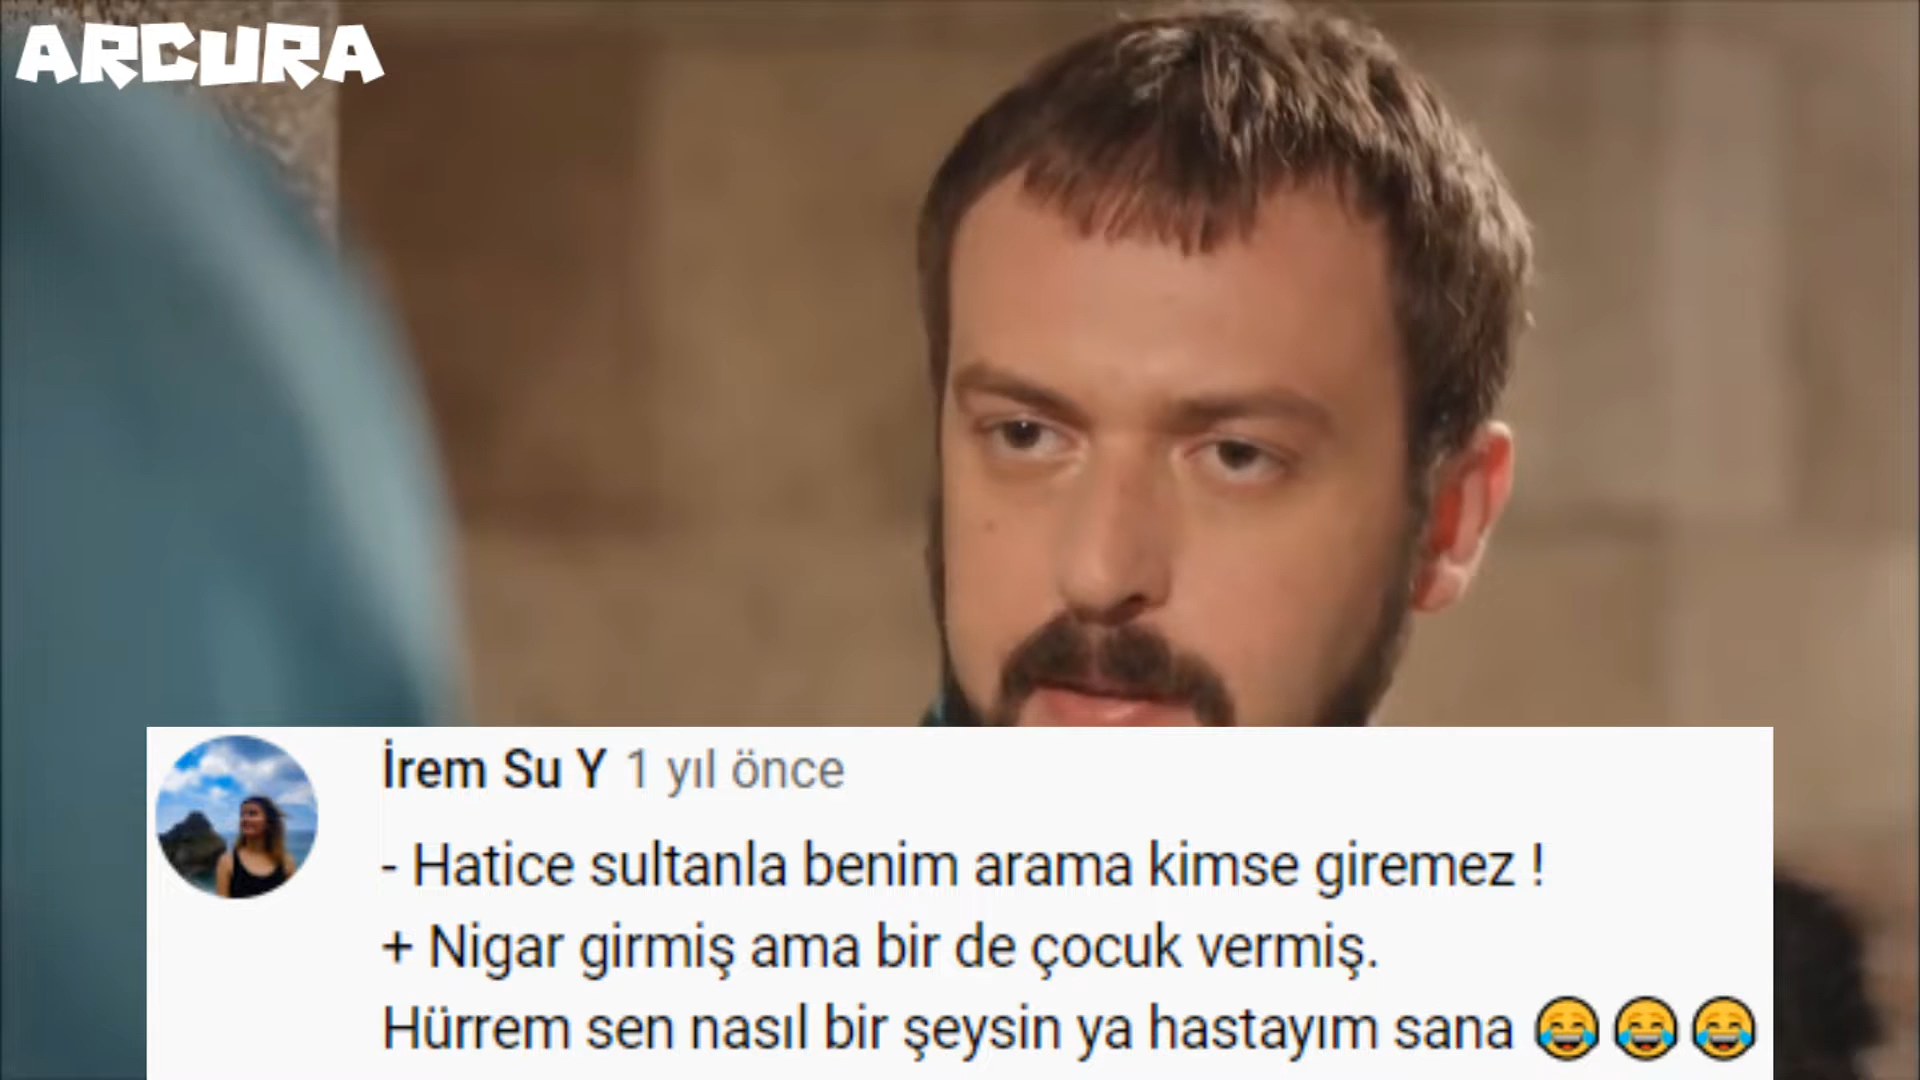 ARCURA
İrem Su Y 1 yıl önce
- Hatice sultanla benim arama kimse giremez !
+ Nigar girmiş ama bir de çocuk vermiş.
Hürrem sen nasıl bir şeysin ya hastayım sana 😂😂😂